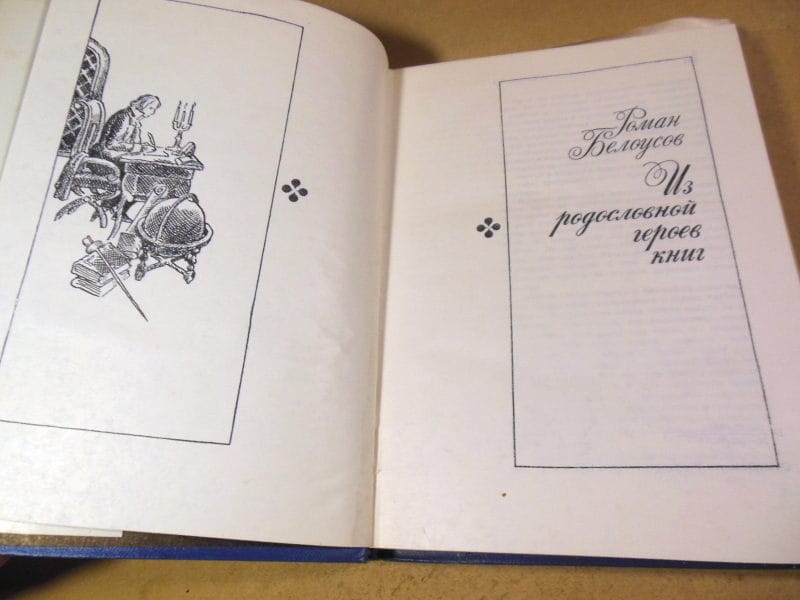 Роман
Белоусов
Из
родословной
героев
книг